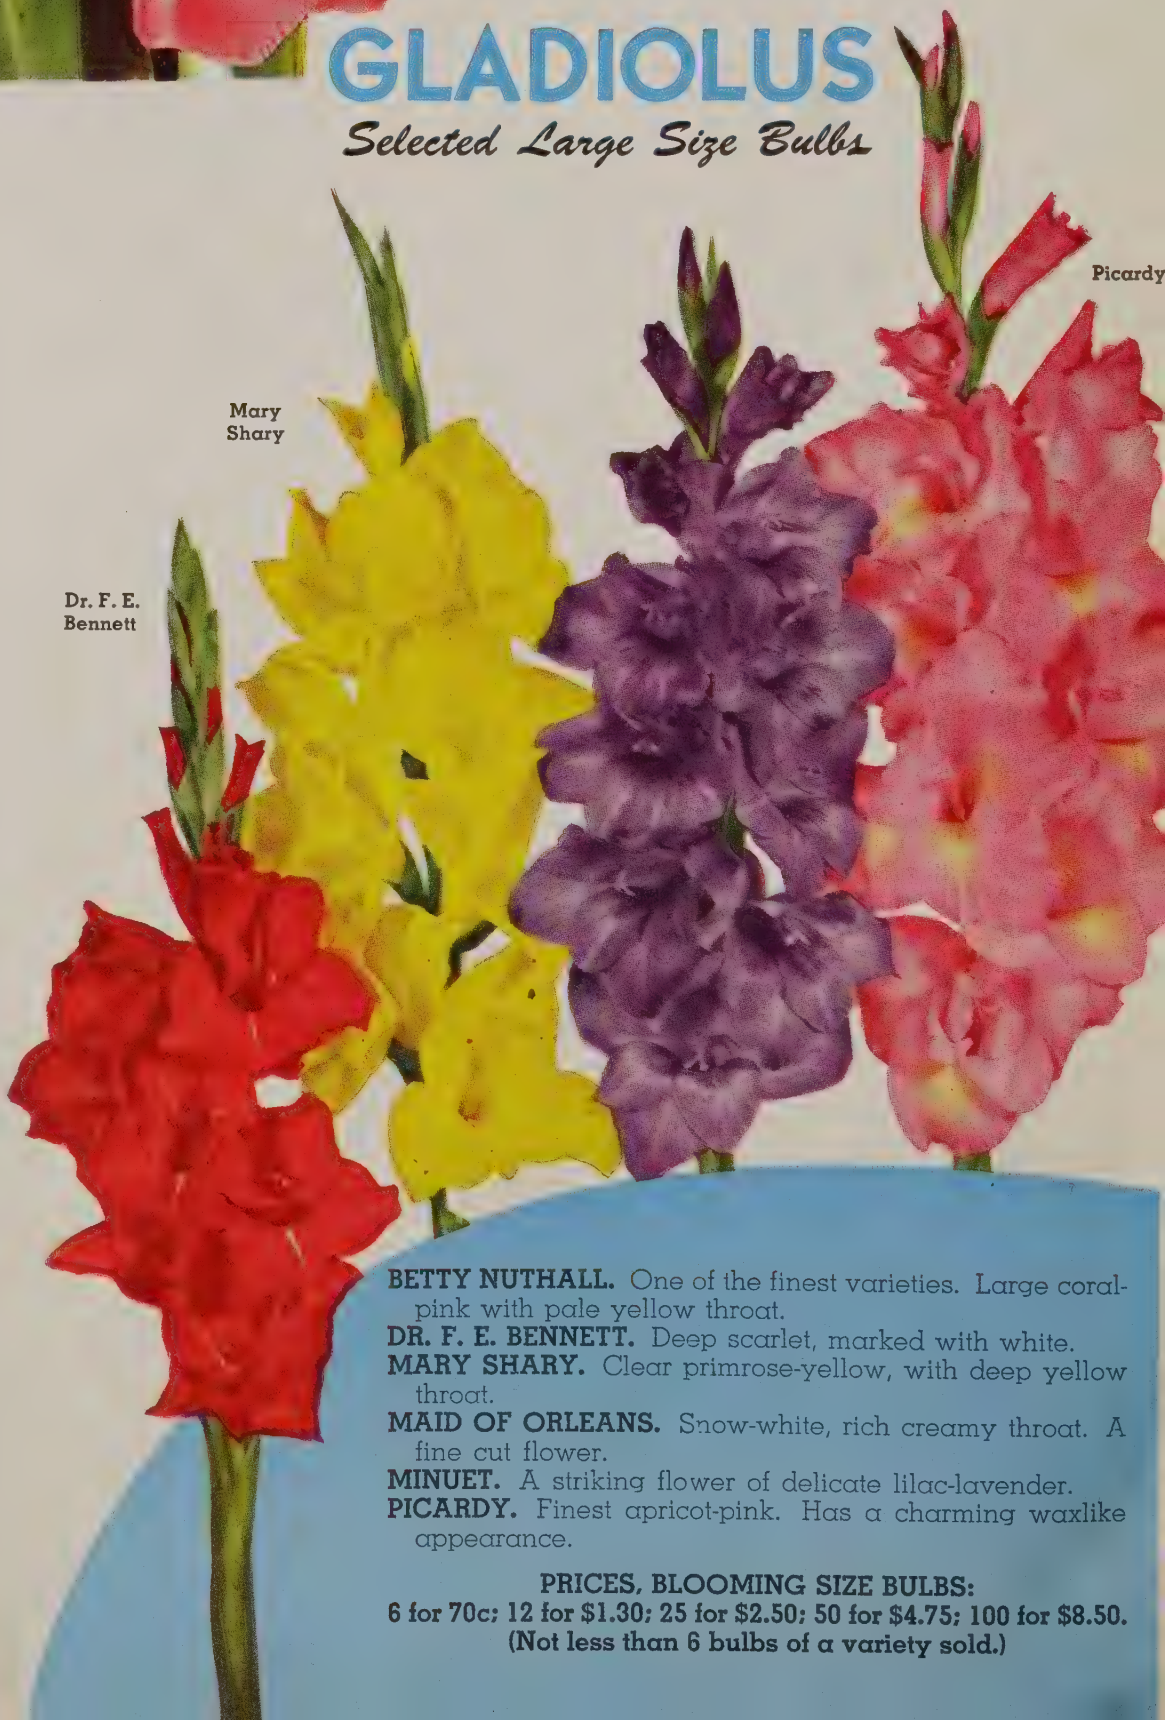 GLADIOLUS
Selected Large Size Bulbs
Picardy
Mary
Shary
Dr. F. E.
Bennett
BETTY NUTHALL. One of the finest varieties. Large coral-
pink with pale yellow throat.
DR. F. E. BENNETT. Deep scarlet, marked with white.
MARY SHARY. Clear primrose-yellow, with deep yellow
throat.
MAID OF ORLEANS. Snow-white, rich creamy throat. A
fine cut flower.
MINUET. A striking flower of delicate lilac-lavender.
PICARDY. Finest apricot-pink. Has a charming waxlike
appearance.
PRICES, BLOOMING SIZE BULBS:
6 for 70c; 12 for $1.30; 25 for $2.50; 50 for $4.75; 100 for $8.50.
(Not less than 6 bulbs of a variety sold.)